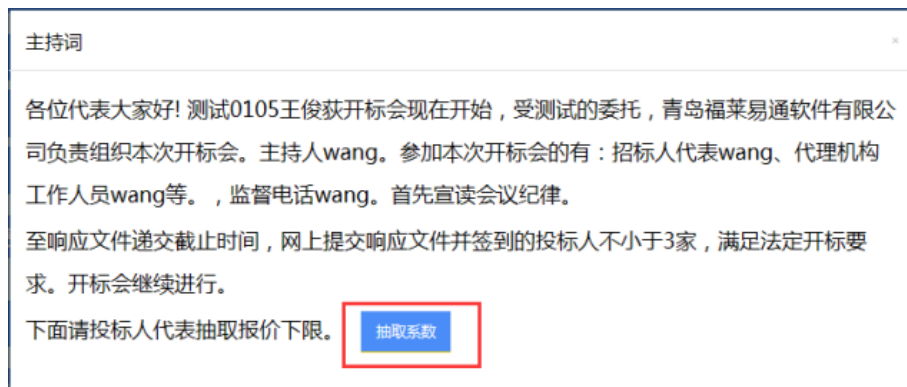 主持词
×
各位代表大家好! 测试0105王俊荻开标会现在开始，受测试的委托，青岛福莱易通软件有限公
司负责组织本次开标会。主持人wang。参加本次开标会的有：招标人代表wang、代理机构
工作人员wang等。，监督电话wang。首先宣读会议纪律。
至响应文件递交截止时间，网上提交响应文件并签到的投标人不小于3家，满足法定开标要
求。开标会继续进行。
下面请投标人代表抽取报价下限。 抽取系数